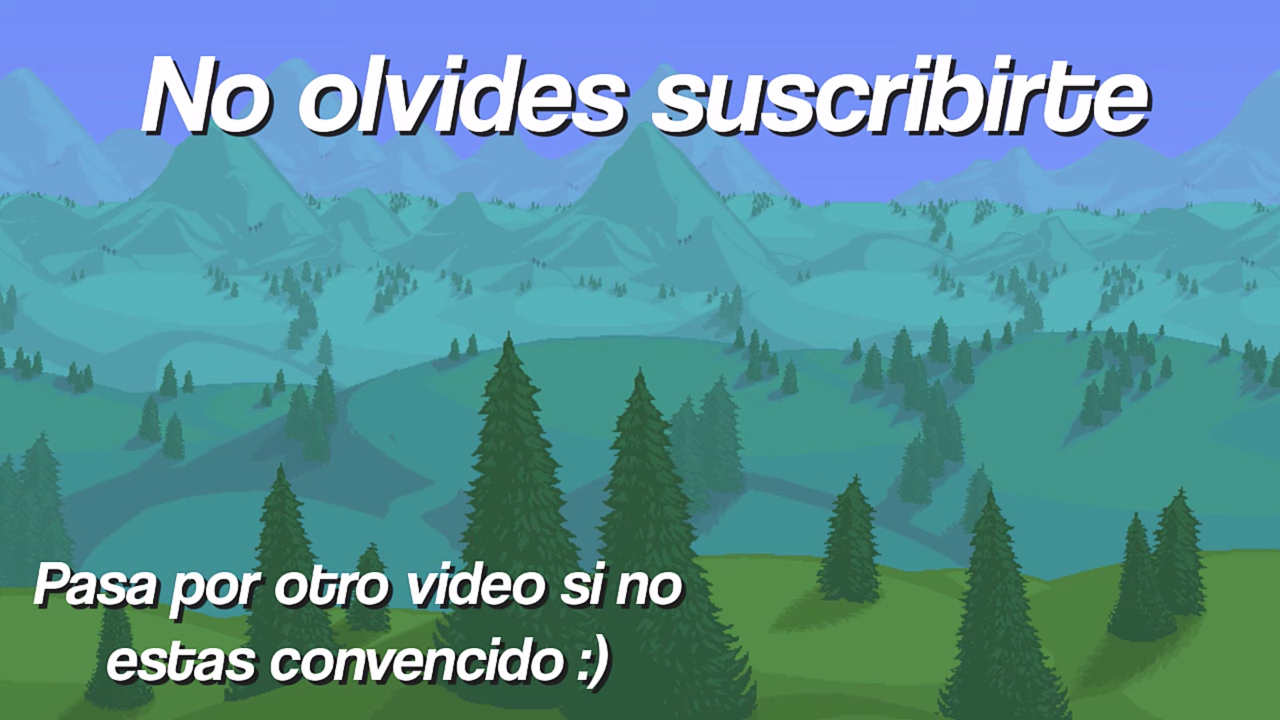 No olvides suscribirte
Pasa por otro video si no
estas convencido :)